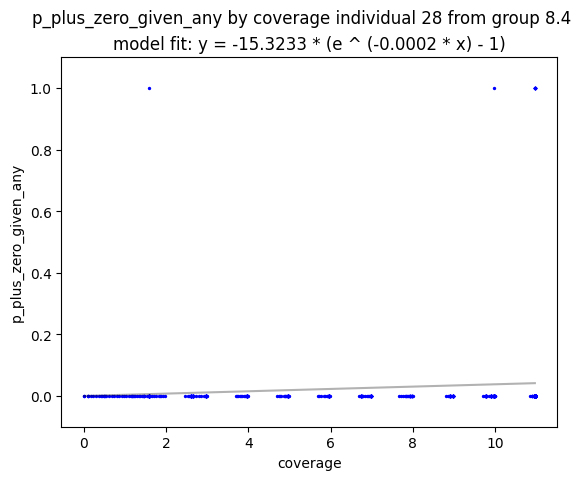 p_plus_zero_given_any by coverage individual 28 from group 8.4
model fit: y = -15.3233 * (e ^ (-0.0002 * x) - 1)
1.0
0.8
0.6
0.4
0.2
0.0
p_plus_zero_given_any
0 2 4 6 8 10
coverage